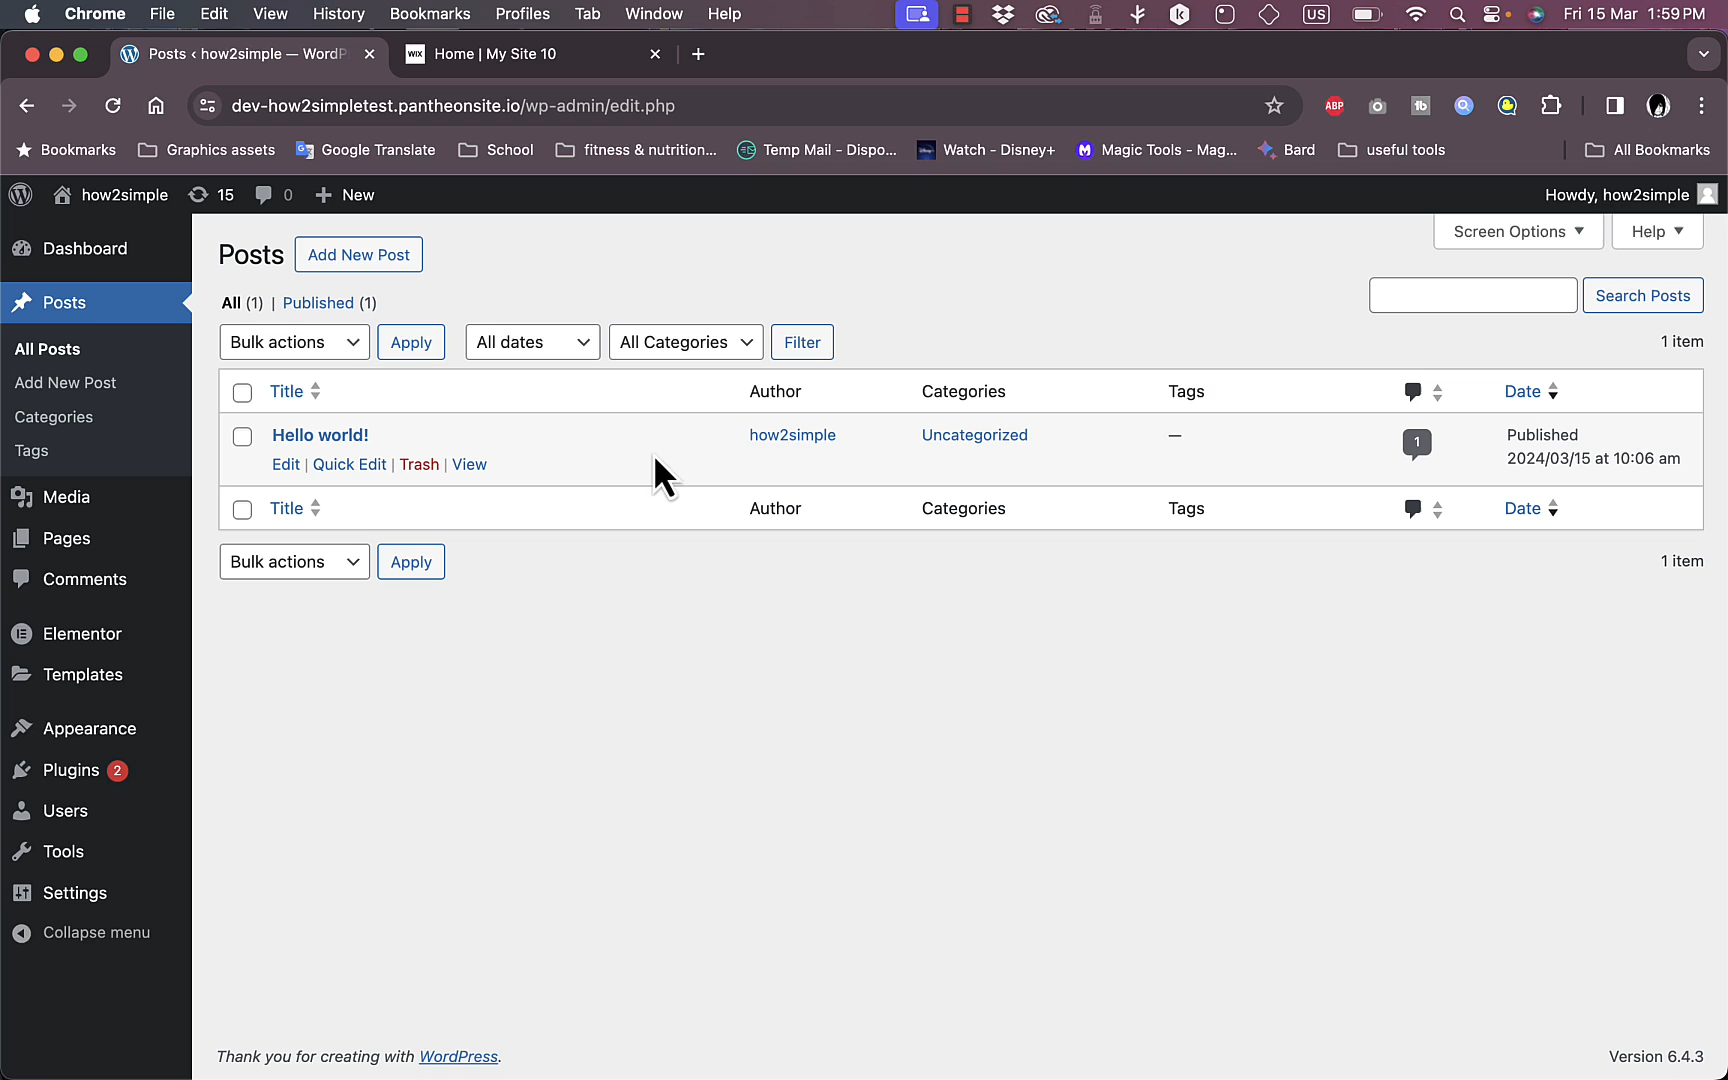 Chrome File Edit View History Bookmarks Profiles Tab Window Help US Fri 15 Mar 1:59 PM
Posts ‹ how2simple — WordP WIX Home | My Site 10
dev-how2simpletest.pantheonsite.io/wp-admin/edit.php ABP tb
Bookmarks Graphics assets Google Translate School fitness & nutrition... Temp Mail - Dispo... Watch - Disney+ Magic Tools - Mag... Bard useful tools All Bookmarks
how2simple 15 0 New Howdy, how2simple
Screen Options Help
Dashboard
Posts
All Posts
Add New Post
Categories
Tags
Media
Pages
Comments
Elementor
Templates
Appearance
Plugins 2
Users
Tools
Settings
Collapse menu
Posts Add New Post
Search Posts
All (1) | Published (1)
Bulk actions Apply All dates All Categories Filter 1 item
Title Author Categories Tags Date
Hello world! how2simple Uncategorized — 1 Published
Edit | Quick Edit | Trash | View 2024/03/15 at 10:06 am
Title Author Categories Tags Date
Bulk actions Apply 1 item
Thank you for creating with WordPress. Version 6.4.3